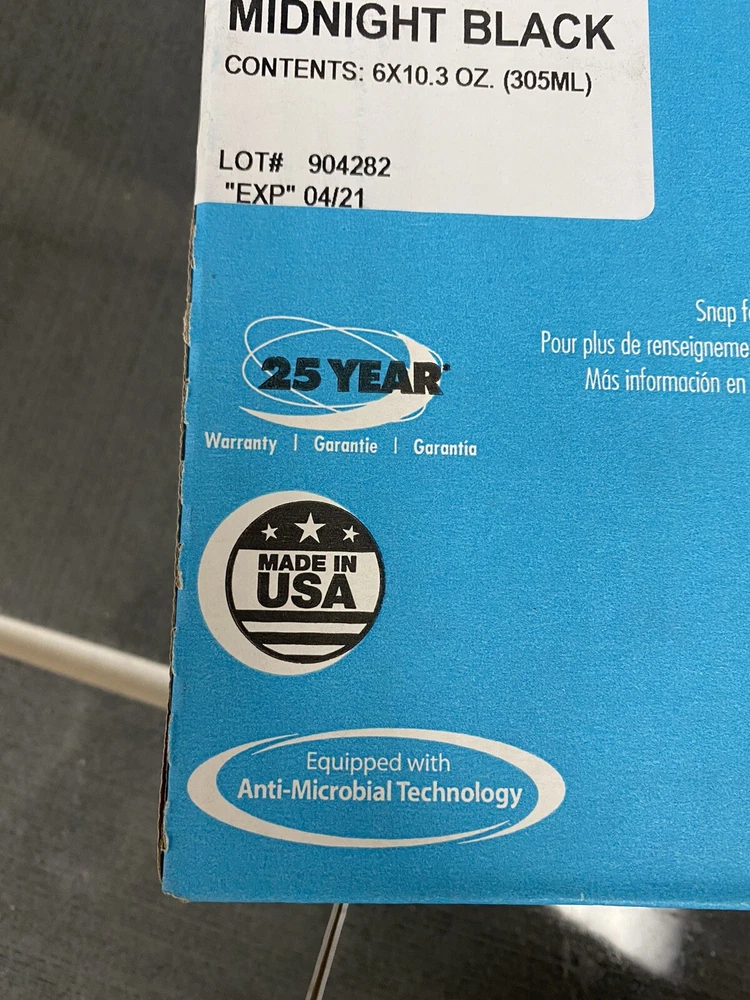 MIDNIGHT BLACK
CONTENTS: 6X10.3 OZ. (305ML)
LOT# 904282
"EXP" 04/21
Snap
Pour plus de
Más información en
25 YEAR*
Warranty | Garantie | Garantía
MADE IN
USA
Equipped with
Anti-Microbial Technology